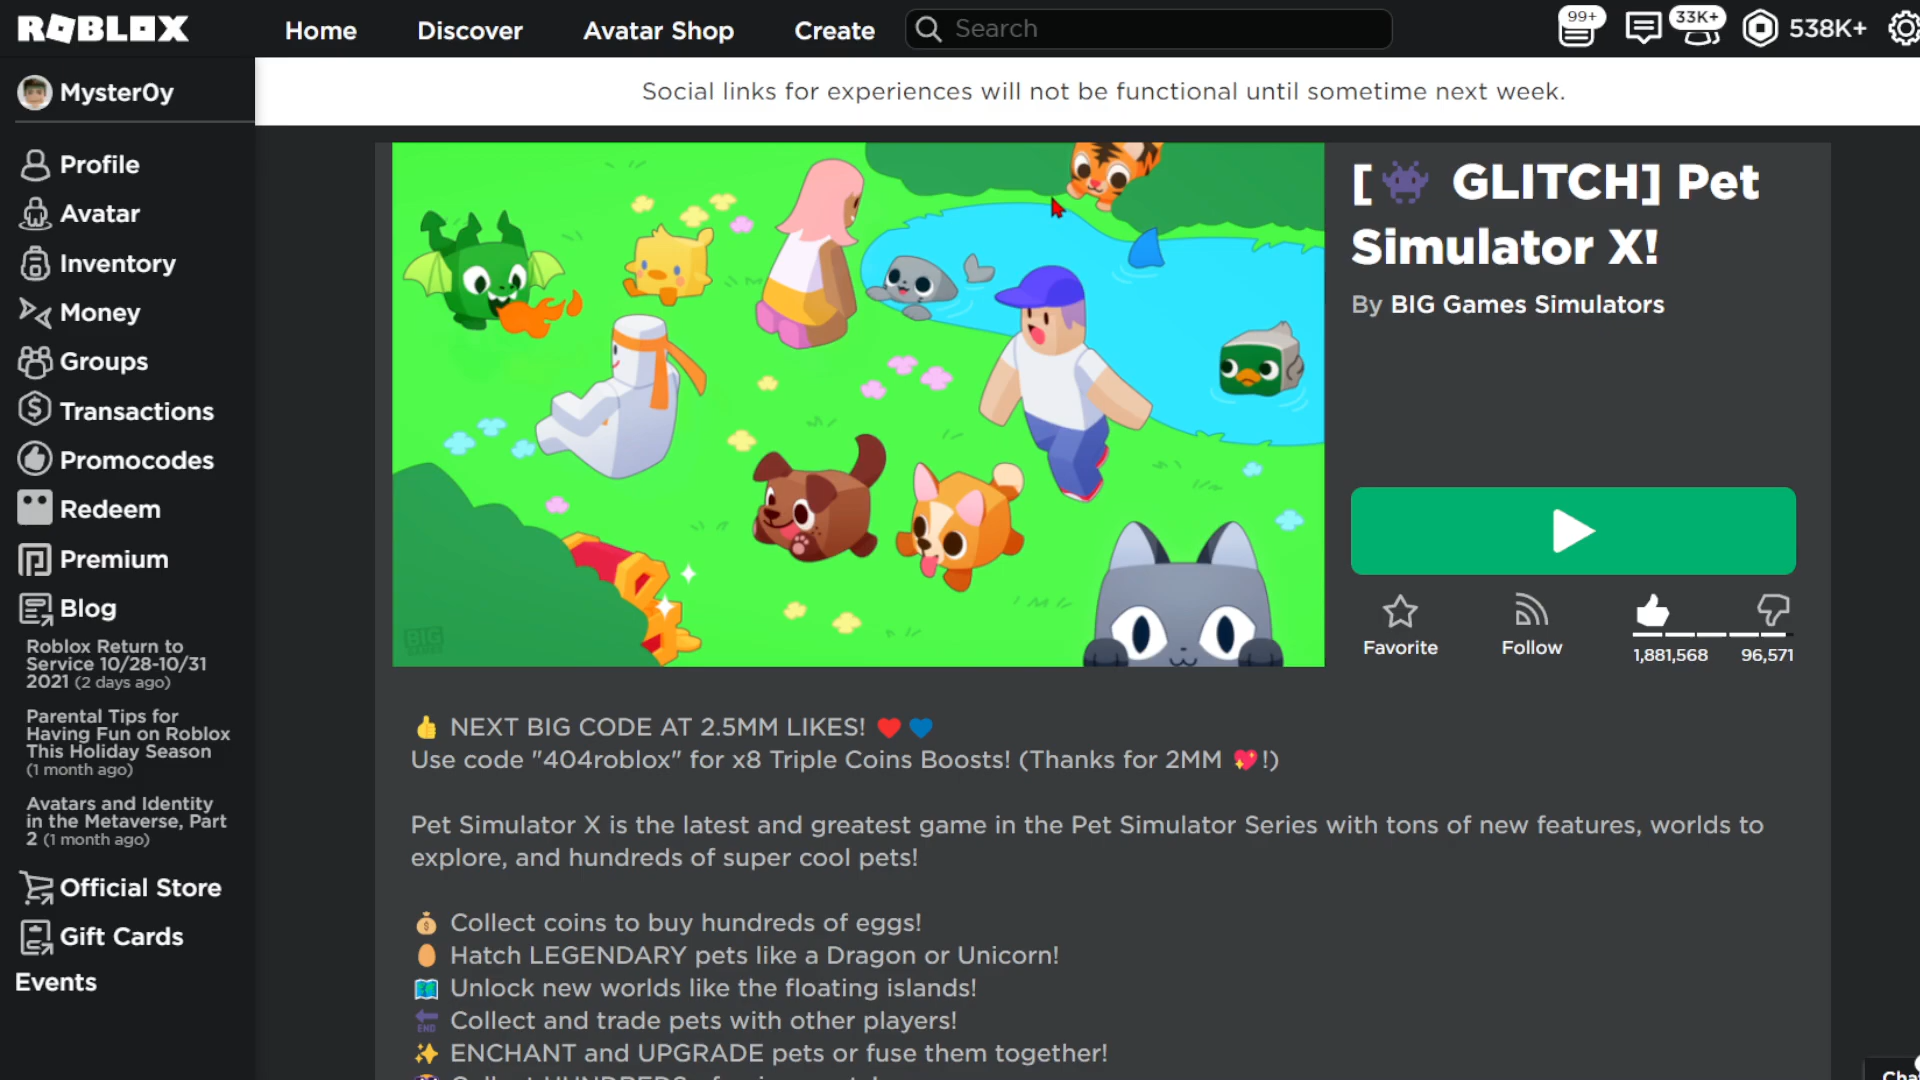 ROBLOX
Home
Discover
Avatar Shop
Create
Search
99+
33K+
538K+
Myster0y
Social links for experiences will not be functional until sometime next week.
Profile
Avatar
Inventory
Money
Groups
Transactions
Promocodes
Redeem
Premium
Blog
Roblox Return to
Service 10/28-10/31
2021 (2 days ago)
Parental Tips for
Having Fun on Roblox
This Holiday Season
(1 month ago)
Avatars and Identity
in the Metaverse, Part
2 (1 month ago)
Official Store
Gift Cards
Events
BIG GAMES
[👾 GLITCH] Pet
Simulator X!
By BIG Games Simulators
Favorite
Follow
1,881,568
96,571
👍 NEXT BIG CODE AT 2.5MM LIKES! ❤️💙
Use code "404roblox" for x8 Triple Coins Boosts! (Thanks for 2MM 💖!)
Pet Simulator X is the latest and greatest game in the Pet Simulator Series with tons of new features, worlds to
explore, and hundreds of super cool pets!
💰 Collect coins to buy hundreds of eggs!
🥚 Hatch LEGENDARY pets like a Dragon or Unicorn!
🗺️ Unlock new worlds like the floating islands!
🔚 Collect and trade pets with other players!
✨ ENCHANT and UPGRADE pets or fuse them together!